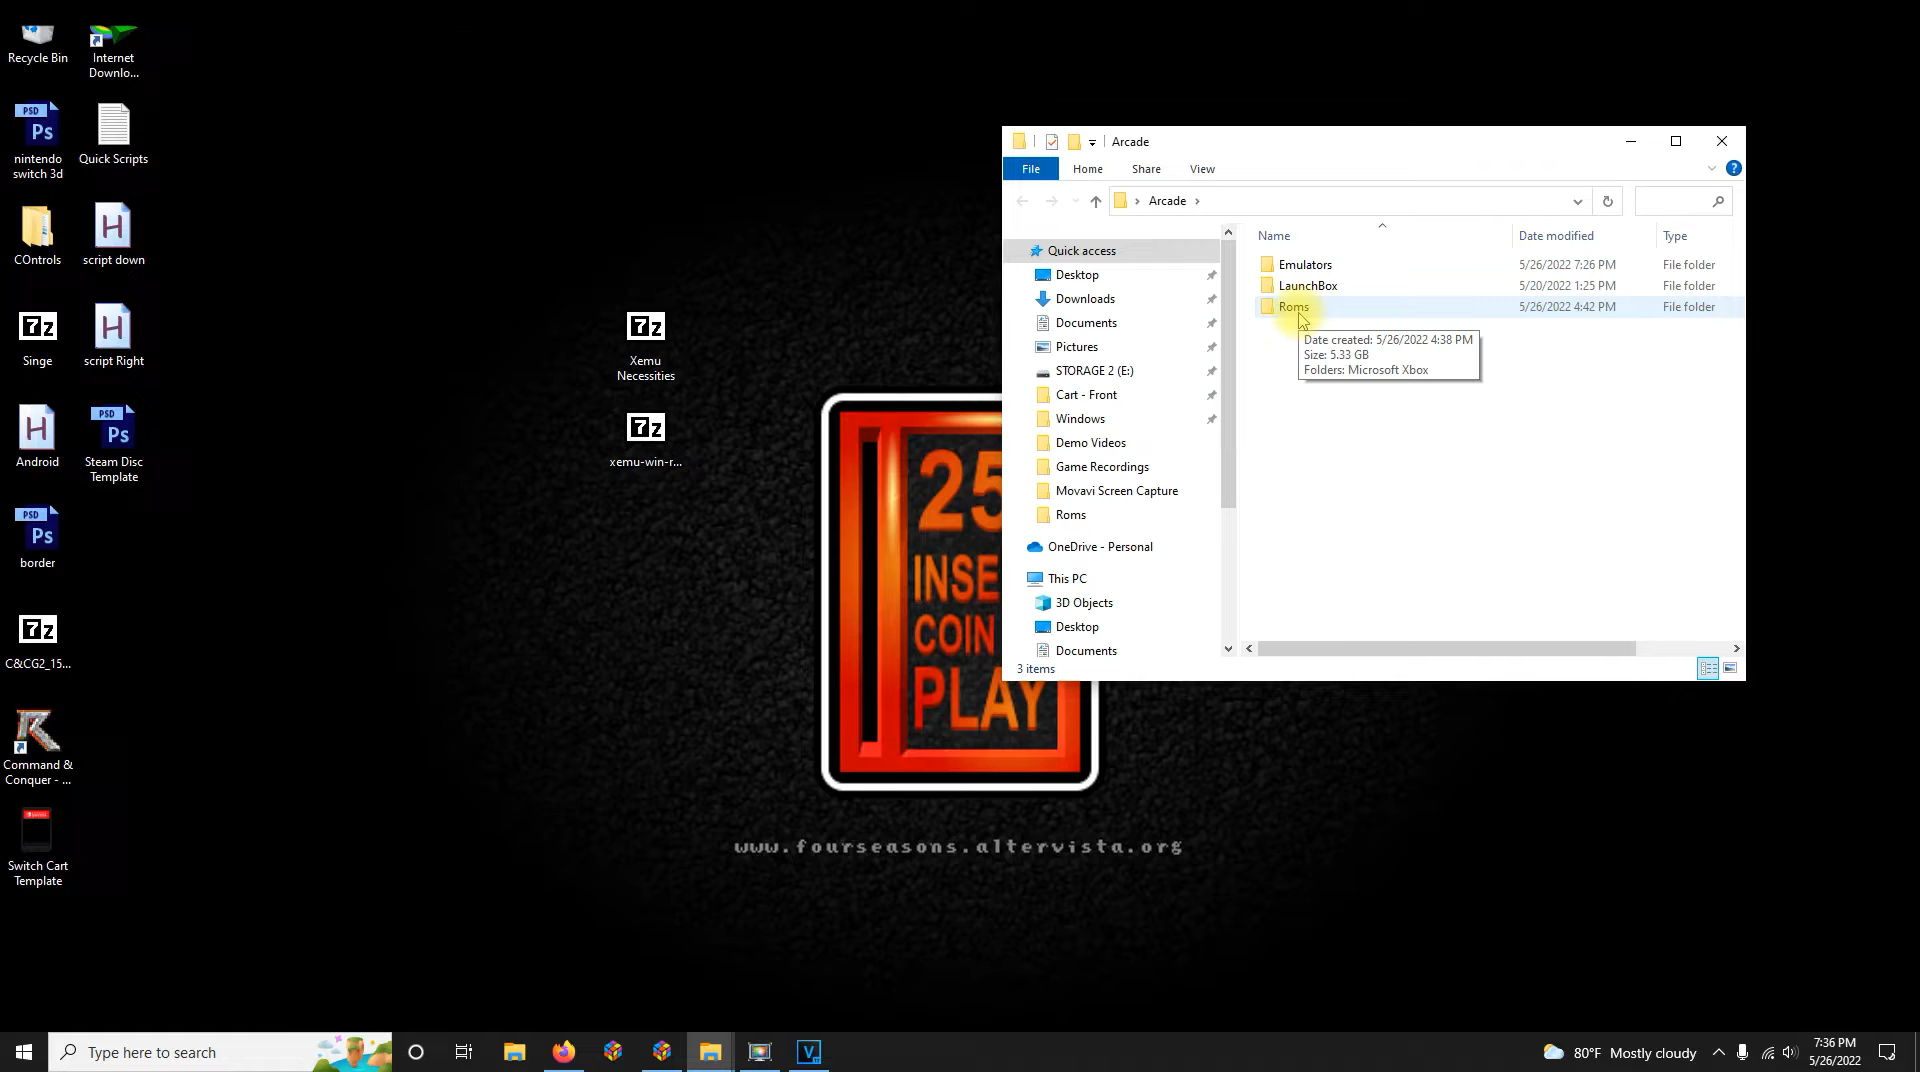 Recycle Bin
Internet
Downlo...
PSD
Ps
nintendo
switch 3d
Quick Scripts
COntrols
H
script down
7z
Singe
H
script Right
H
Android
PSD
Ps
Steam Disc
Template
PSD
Ps
border
7z
C&CG2_15...
Command &
Conquer - ...
Switch Cart
Template
7z
Xemu
Necessities
7z
xemu-win-r...
25
INSE
COIN
PLAY
www.fourseasons.altervista.org
Arcade
File
Home
Share
View
Arcade
Name
Date modified
Type
Quick access
Desktop
Downloads
Documents
Pictures
STORAGE 2 (E:)
Cart - Front
Windows
Demo Videos
Game Recordings
Movavi Screen Capture
Roms
OneDrive - Personal
This PC
3D Objects
Desktop
Documents
Emulators 5/26/2022 7:26 PM File folder
LaunchBox 5/20/2022 1:25 PM File folder
Roms 5/26/2022 4:42 PM File folder
Date created: 5/26/2022 4:38 PM
Size: 5.33 GB
Folders: Microsoft Xbox
3 items
Type here to search
V
80°F Mostly cloudy
7:36 PM
5/26/2022